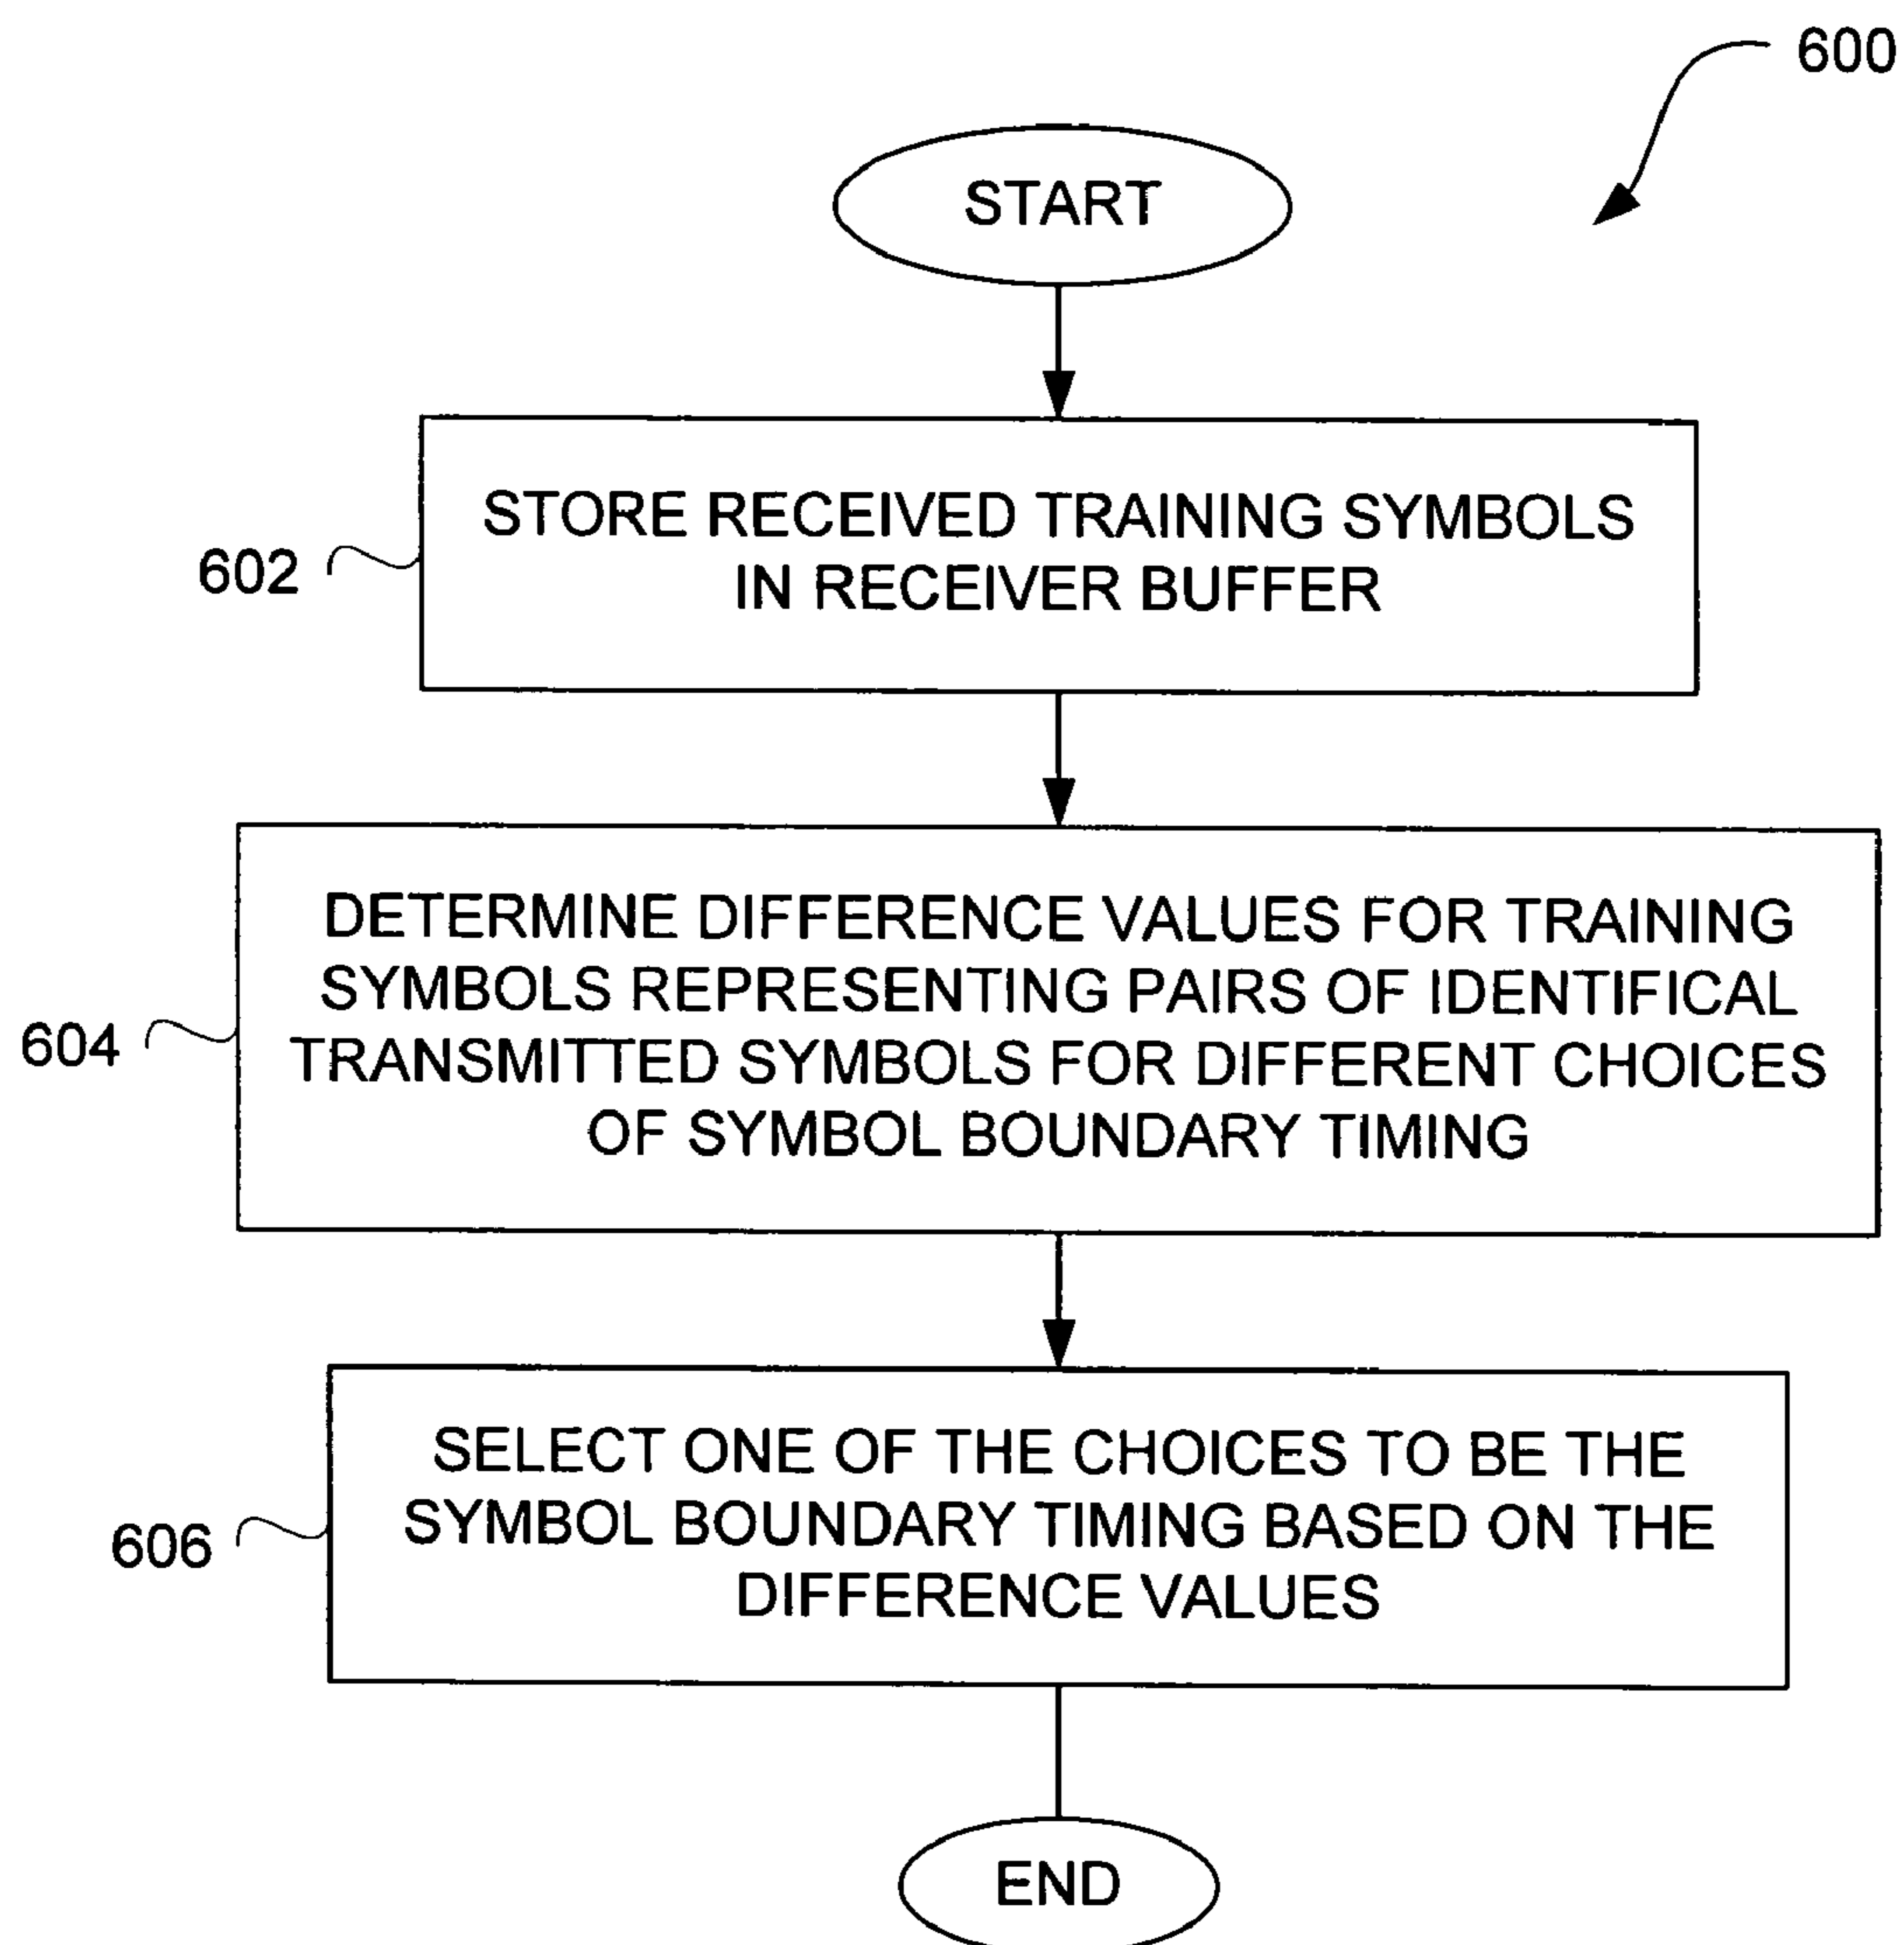 600
START
STORE RECEIVED TRAINING SYMBOLS
IN RECEIVER BUFFER
602
DETERMINE DIFFERENCE VALUES FOR TRAINING
SYMBOLS REPRESENTING PAIRS OF IDENTIFICAL
TRANSMITTED SYMBOLS FOR DIFFERENT CHOICES
OF SYMBOL BOUNDARY TIMING
604
SELECT ONE OF THE CHOICES TO BE THE
SYMBOL BOUNDARY TIMING BASED ON THE
DIFFERENCE VALUES
606
END